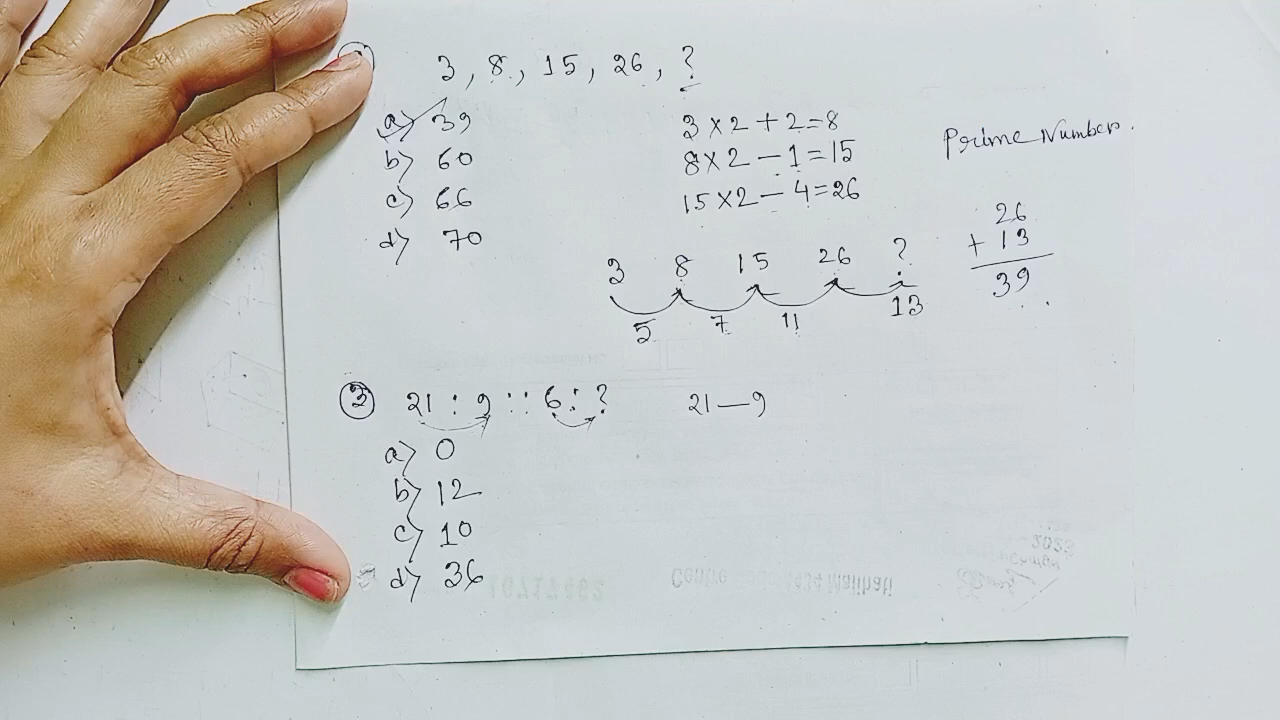 3, 8, 15, 26, ?
a) 39
b) 60
c) 66
d) 70
3 × 2 + 2 = 8
8 × 2 − 1 = 15
15 × 2 − 4 = 26
Prime Number.
3 8 15 26 ?
5 7 11 13
26
+ 13
39
② 21 : 9 :: 6 : ?
21 — 9
a) 0
b) 12
c) 10
d) 36